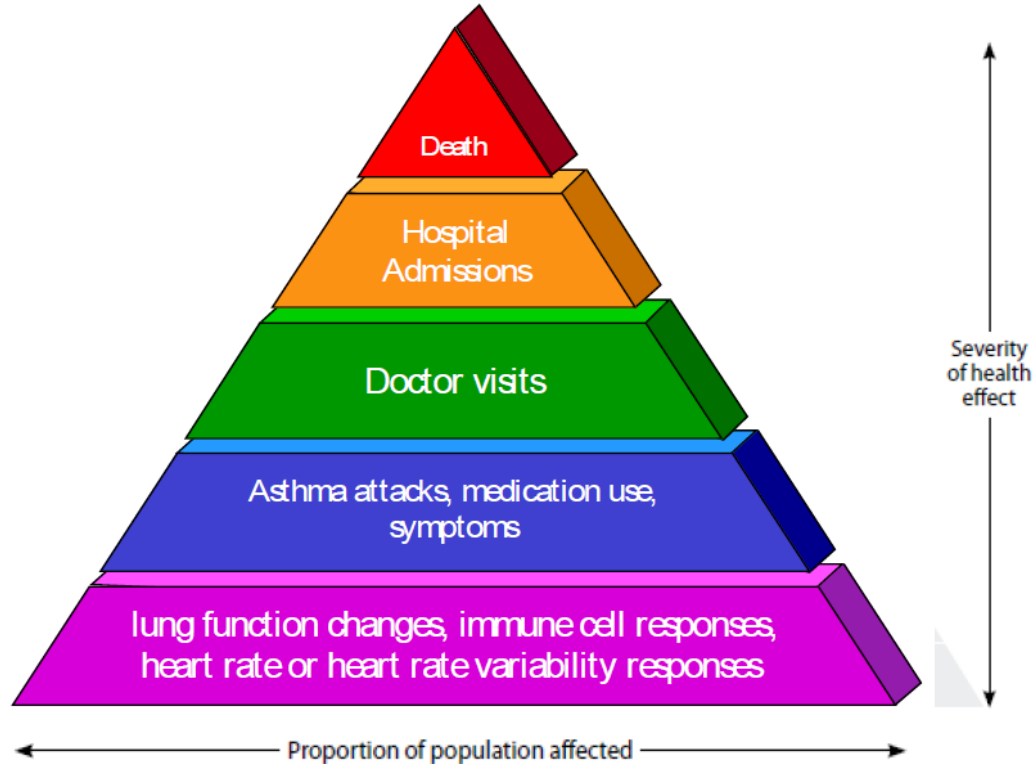 Death
Hospital
Admissions
Doctor visits
Asthma attacks, medication use,
symptoms
lung function changes, immune cell responses,
heart rate or heart rate variability responses
Severity
of health
effect
Proportion of population affected